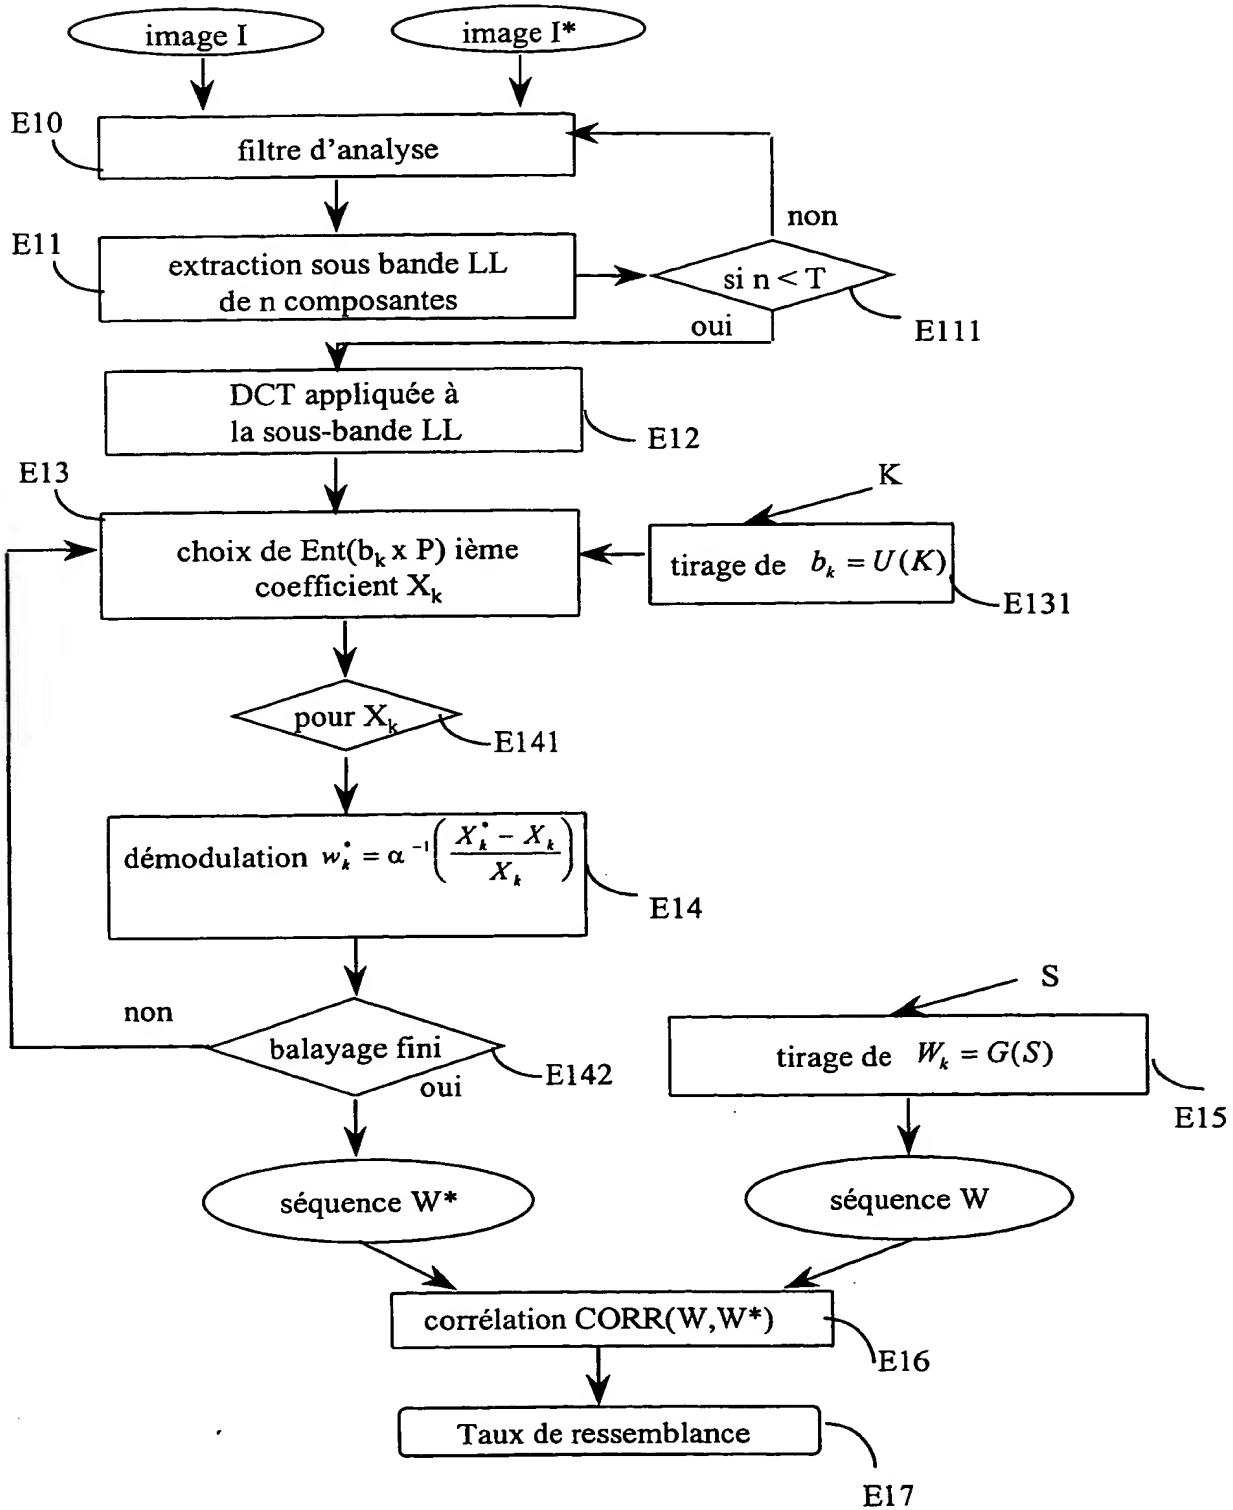 image I
image I*
E10
filtre d'analyse
non
E11
extraction sous bande LL
de n composantes
si n < T
E111
oui
DCT appliquée à
la sous-bande LL
E12
E13
K
choix de Ent(b_k x P) ième
coefficient X_k
tirage de b_k = U(K)
E131
pour X_k
E141
démodulation w_k^* = α^{-1} ( (X_k^* − X_k) / X_k )
E14
non
balayage fini
oui
E142
S
tirage de W_k = G(S)
E15
séquence W*
séquence W
corrélation CORR(W,W*)
E16
Taux de ressemblance
E17